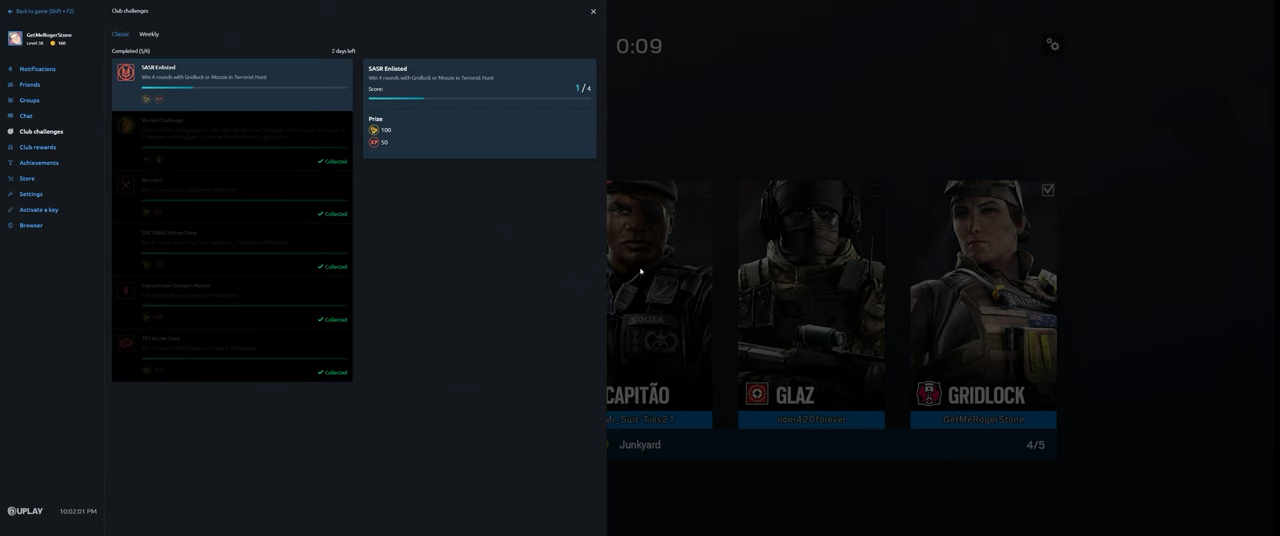 Back to game (Shift + F2)
GetMeRogerStone
Level 38 160
Notifications
Friends
Groups
Chat
Club challenges
Club rewards
Achievements
Store
Settings
Activate a key
Browser
UPLAY 10:02:01 PM
Club challenges
Classic Weekly
Completed (5/6) 2 days left
SASR Enlisted
Win 4 rounds with Gridlock or Mozzie in Terrorist Hunt
Collected
Collected
Collected
Collected
Collected
SASR Enlisted
Win 4 rounds with Gridlock or Mozzie in Terrorist Hunt
Score: 1 / 4
Prize
100
XP 50
0:09
SOUZA
CAPITÃO GLAZ GRIDLOCK
Mr_Suit_Ties21 nom420forever GetMeRogerStone
Junkyard 4/5